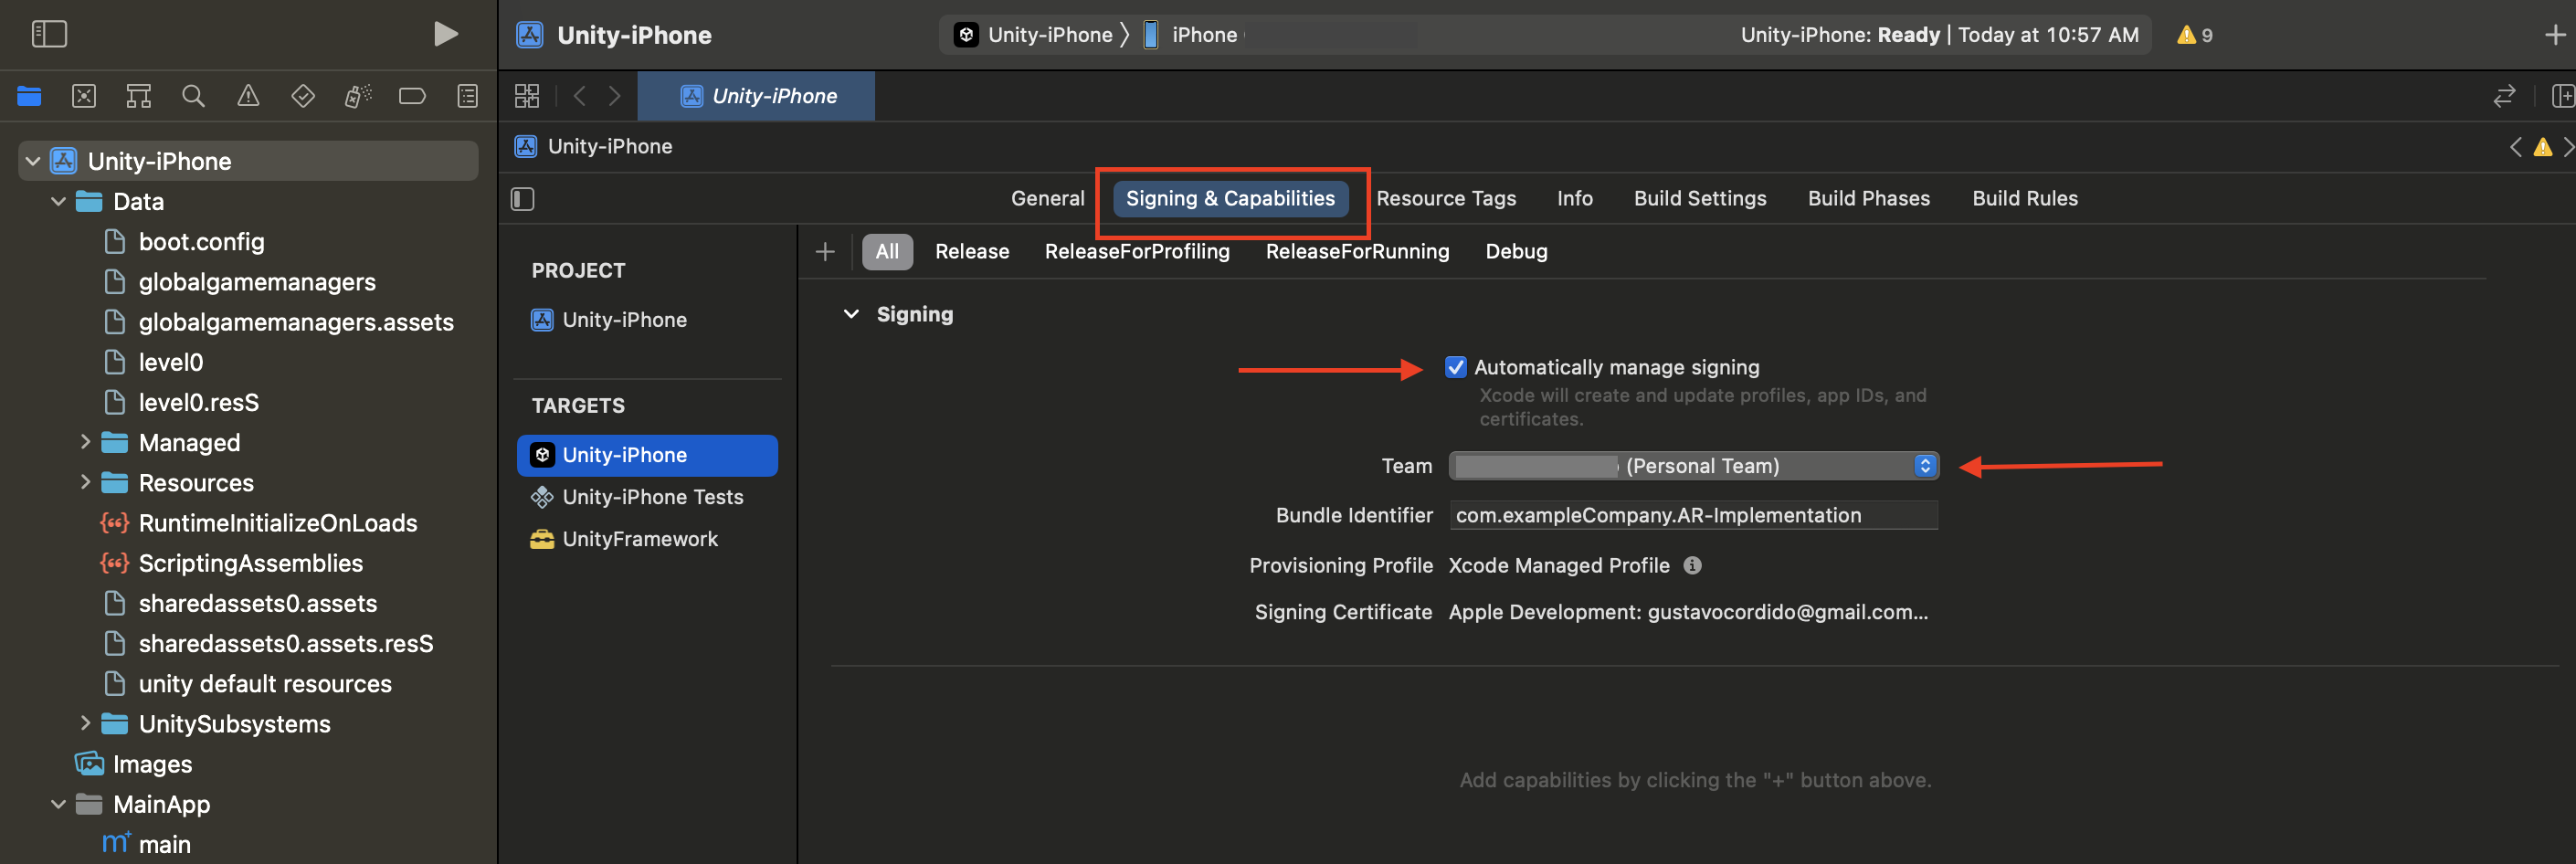 Unity-iPhone
Unity-iPhone
iPhone
Unity-iPhone: Ready | Today at 10:57 AM
9
Unity-iPhone
Unity-iPhone
General
Signing & Capabilities
Resource Tags
Info
Build Settings
Build Phases
Build Rules
All
Release
ReleaseForProfiling
ReleaseForRunning
Debug
Unity-iPhone
Data
boot.config
globalgamemanagers
globalgamemanagers.assets
level0
level0.resS
Managed
Resources
RuntimeInitializeOnLoads
ScriptingAssemblies
sharedassets0.assets
sharedassets0.assets.resS
unity default resources
UnitySubsystems
Images
MainApp
main
PROJECT
Unity-iPhone
TARGETS
Unity-iPhone
Unity-iPhone Tests
UnityFramework
Signing
Automatically manage signing
Xcode will create and update profiles, app IDs, and
certificates.
Team
(Personal Team)
Bundle Identifier
com.exampleCompany.AR-Implementation
Provisioning Profile
Xcode Managed Profile
Signing Certificate
Apple Development: gustavocordido@gmail.com...
Add capabilities by clicking the "+" button above.